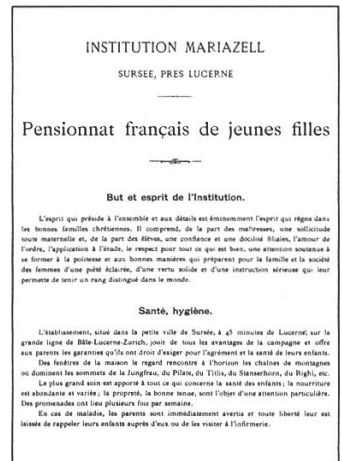 INSTITUTION MARIAZELL
SURSEE, PRES LUCERNE
Pensionnat français de jeunes filles
But et esprit de l'Institution.
L'esprit qui préside à l'ensemble et aux détails est éminemment l'esprit qui règne dans
les bonnes familles chrétiennes. Il comprend, de la part des maîtresses, une sollicitude
toute maternelle et, de la part des élèves, une confiance et une docilité filiales, l'amour de
l'ordre, l'application à l'étude, le respect pour tout ce qui est bien, une attention soutenue à
se former à la politesse et aux bonnes manières qui préparent pour la famille et la société
des femmes d'une piété éclairée, d'une vertu solide et d'une instruction sérieuse qui leur
permette de tenir un rang distingué dans le monde.
Santé, hygiène.
L'établissement, situé dans la petite ville de Sursée, à 45 minutes de Lucerne, sur la
grande ligne de Bâle-Lucerne-Zurich, jouit de tous les avantages de la campagne et offre
aux parents les garanties qu'ils ont droit d'exiger pour l'agrément et la santé de leurs enfants.
Des fenêtres de la maison le regard rencontre à l'horizon les chaînes de montagnes
ou dominent les sommets de la Jungfrau, du Pilate, du Titlis, du Stanserhorn, du Righi, etc.
Le plus grand soin est apporté à tout ce qui concerne la santé des enfants; la nourriture
est abondante et variée; la propreté, la bonne tenue, sont l'objet d'une attention particulière.
Des promenades ont lieu plusieurs fois par semaine.
En cas de maladie, les parents sont immédiatement avertis et toute liberté leur est
laissée de rappeler leurs enfants auprès d'eux ou de les visiter à l'infirmerie.